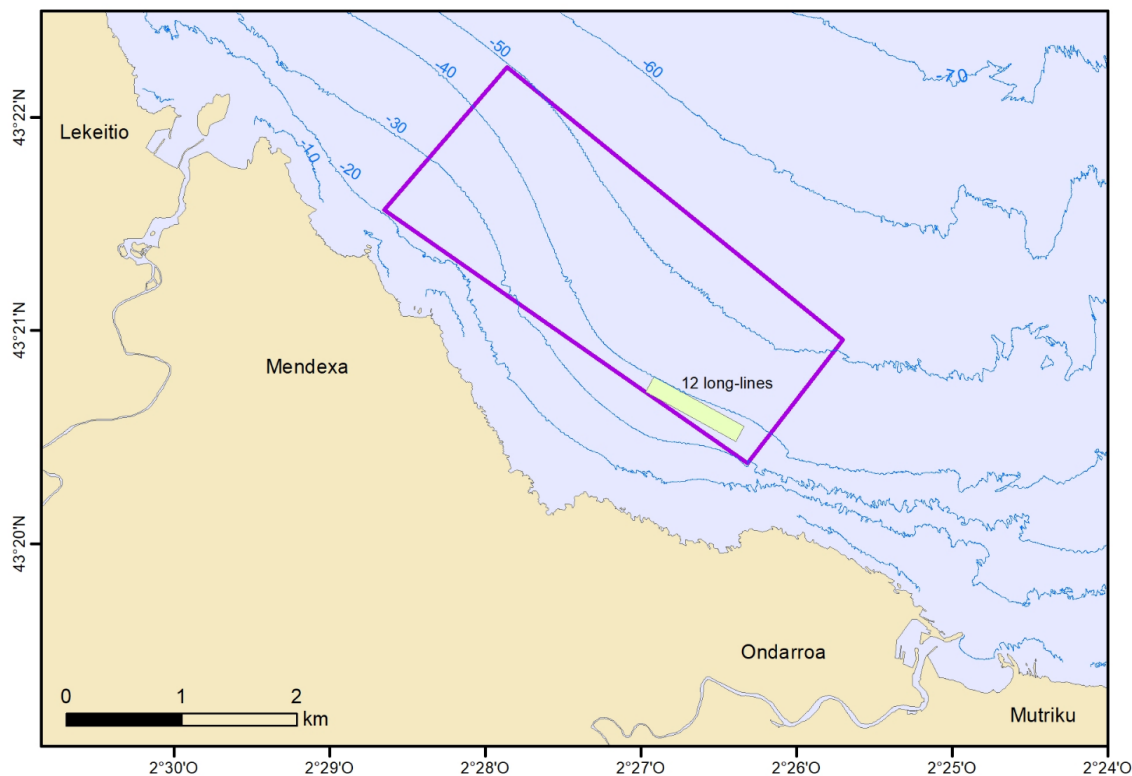 -50
-60
-70
-40
-30
-10
-20
43°22'N
43°21'N
43°20'N
Lekeitio
Mendexa
12 long-lines
Ondarroa
Mutriku
0 1 2
km
2°30'O 2°29'O 2°28'O 2°27'O 2°26'O 2°25'O 2°24'O